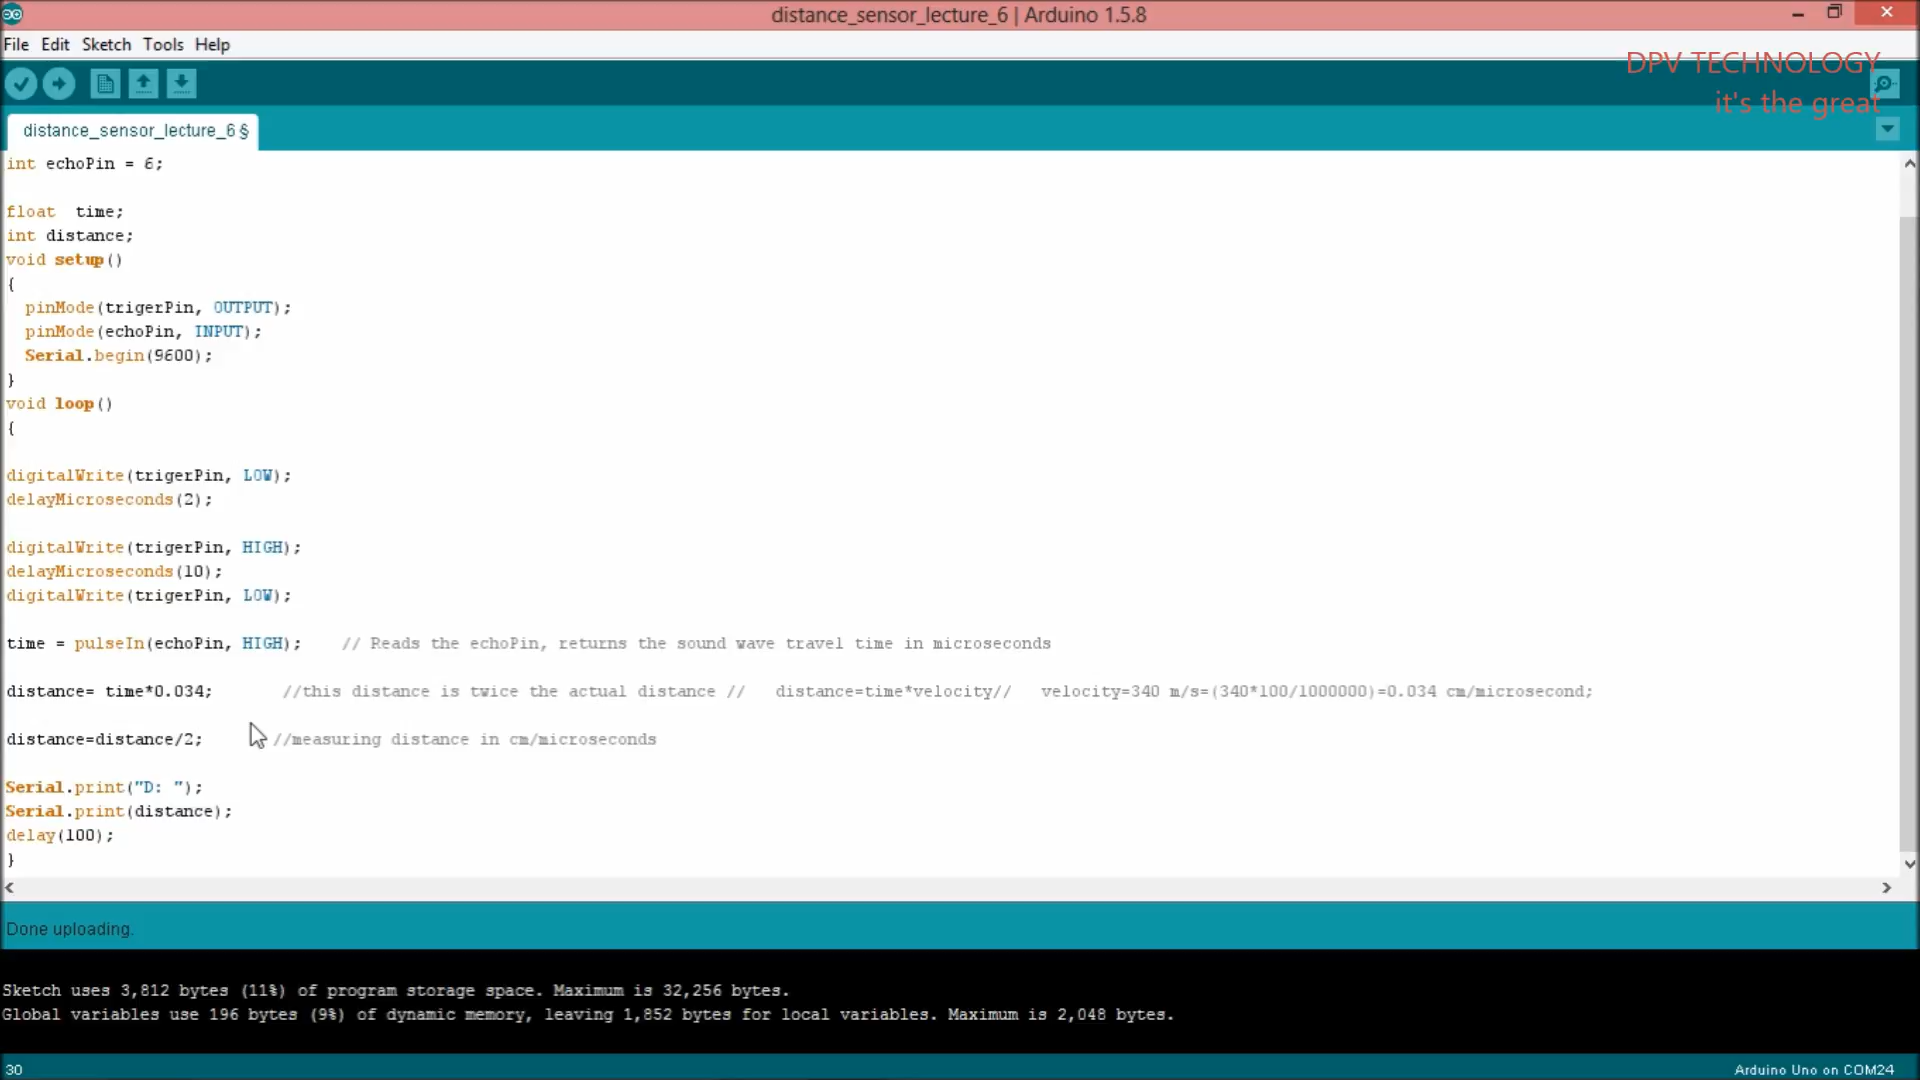 distance_sensor_lecture_6 | Arduino 1.5.8
File Edit Sketch Tools Help
DPV TECHNOLOGY
it's the great
distance_sensor_lecture_6 §
int echoPin = 6;
float  time;
int distance;
void setup()
{
  pinMode(trigerPin, OUTPUT);
  pinMode(echoPin, INPUT);
  Serial.begin(9600);
}
void loop()
{
digitalWrite(trigerPin, LOW);
delayMicroseconds(2);
digitalWrite(trigerPin, HIGH);
delayMicroseconds(10);
digitalWrite(trigerPin, LOW);
time = pulseIn(echoPin, HIGH);    // Reads the echoPin, returns the sound wave travel time in microseconds
distance= time*0.034;       //this distance is twice the actual distance //   distance=time*velocity//   velocity=340 m/s=(340*100/1000000)=0.034 cm/microsecond;
distance=distance/2;       //measuring distance in cm/microseconds
Serial.print("D: ");
Serial.print(distance);
delay(100);
}
Done uploading.
Sketch uses 3,812 bytes (11%) of program storage space. Maximum is 32,256 bytes.
Global variables use 196 bytes (9%) of dynamic memory, leaving 1,852 bytes for local variables. Maximum is 2,048 bytes.
30
Arduino Uno on COM24